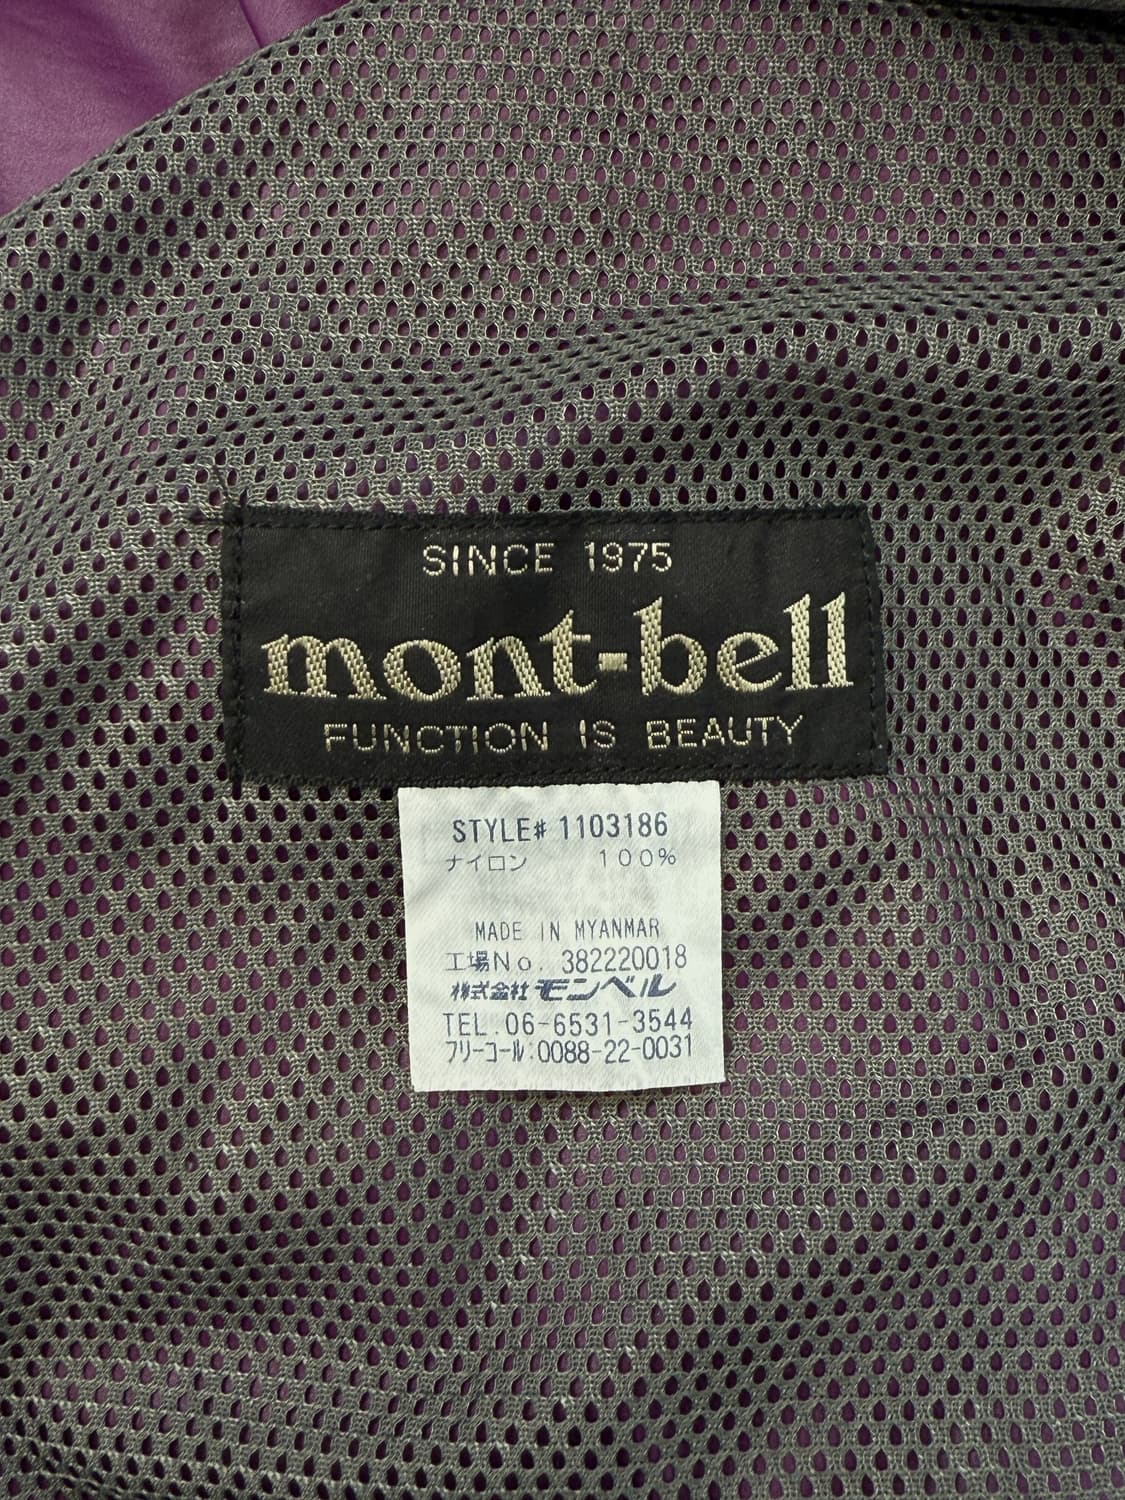 SINCE 1975
mont-bell
FUNCTION IS BEAUTY
STYLE# 1103186
ナイロン 100%
MADE IN MYANMAR
工場No. 382220018
株式会社モンベル
TEL.06-6531-3544
フリーコール:0088-22-0031